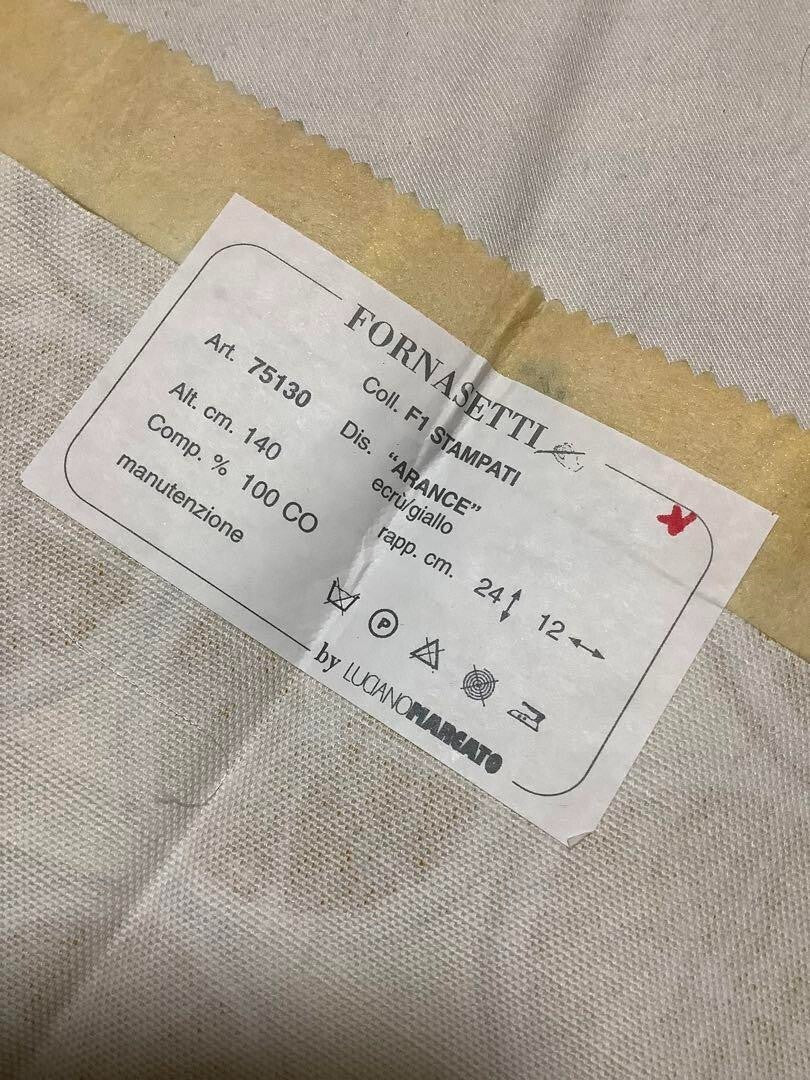 FORNASETTI
Art. 75130
Coll. F1 STAMPATI
Alt. cm. 140
Dis. "ARANCE"
ecrù/giallo
Comp. % 100 CO
rapp. cm. 24 12
manutenzione
P
by LUCIANO MARCATO